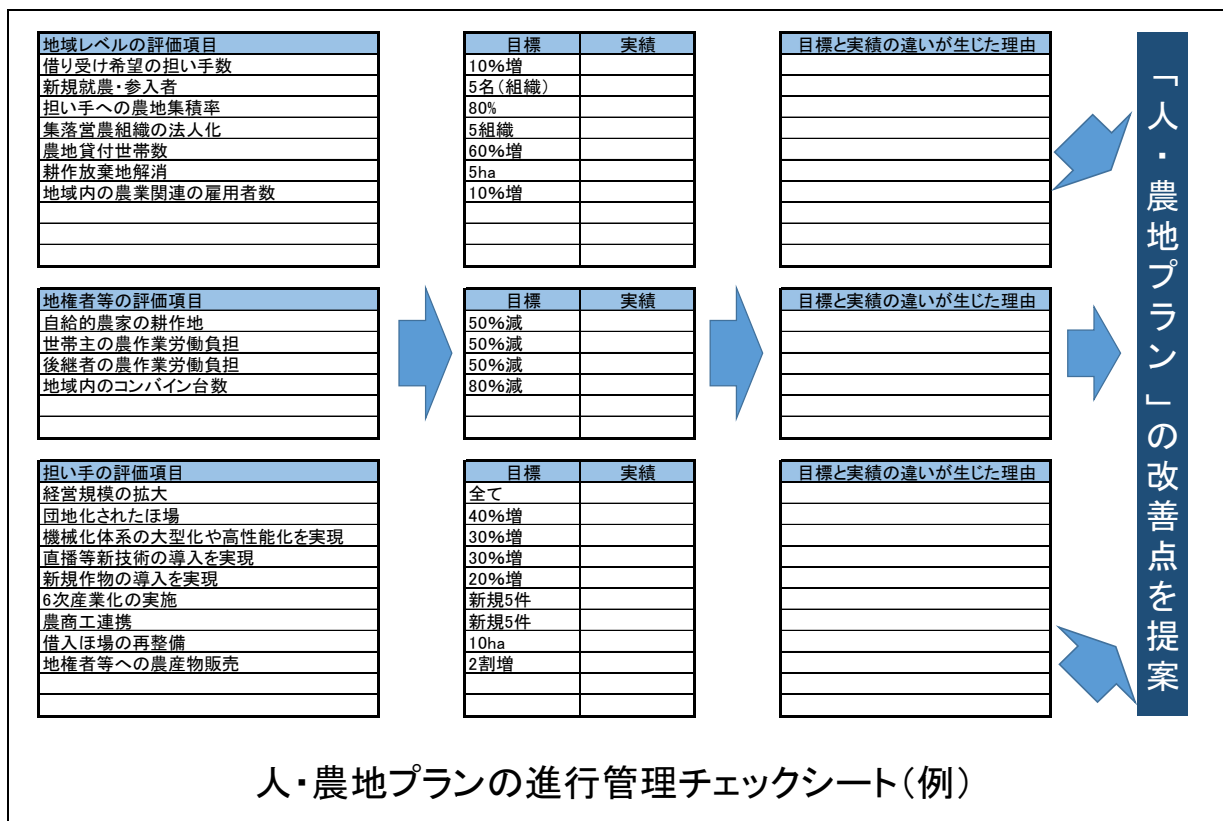 地域レベルの評価項目 目標 実績 目標と実績の違いが生じた理由
借り受け希望の担い手数 10%増
新規就農・参入者 5名(組織)
担い手への農地集積率 80%
集落営農組織の法人化 5組織
農地貸付世帯数 60%増
耕作放棄地解消 5ha
地域内の農業関連の雇用者数 10%増
地権者等の評価項目 目標 実績 目標と実績の違いが生じた理由
自給的農家の耕作地 50%減
世帯主の農作業労働負担 50%減
後継者の農作業労働負担 50%減
地域内のコンバイン台数 80%減
担い手の評価項目 目標 実績 目標と実績の違いが生じた理由
経営規模の拡大 全て
団地化されたほ場 40%増
機械化体系の大型化や高性能化を実現 30%増
直播等新技術の導入を実現 30%増
新規作物の導入を実現 20%増
6次産業化の実施 新規5件
農商工連携 新規5件
借入ほ場の再整備 10ha
地権者等への農産物販売 2割増
「人・農地プラン」の改善点を提案
人・農地プランの進行管理チェックシート(例)